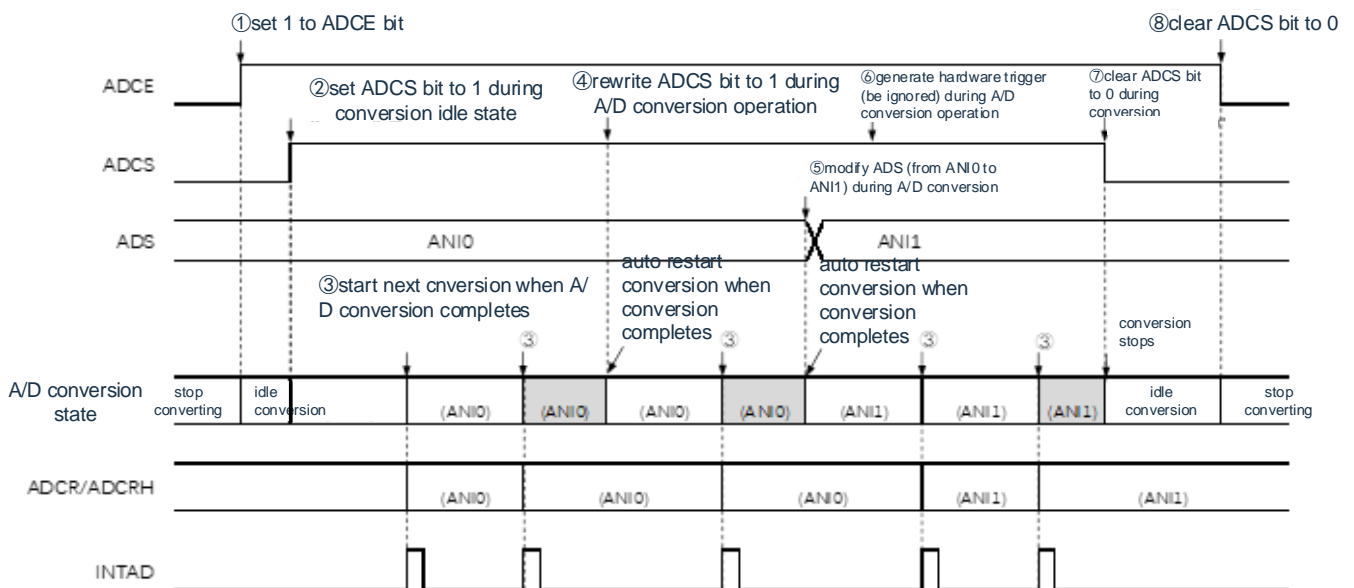 ①set 1 to ADCE bit
⑧clear ADCS bit to 0
ADCE
②set ADCS bit to 1 during
conversion idle state
④rewrite ADCS bit to 1 during
A/D conversion operation
⑥generate hardware trigger
(be ignored) during A/D
conversion operation
⑦clear ADCS bit
to 0 during
conversion
ADCS
⑤modify ADS (from ANI0 to
ANI1) during A/D conversion
ADS
ANI0
ANI1
③start next cnversion when A/
D conversion completes
auto restart
conversion when
conversion
completes
auto restart
conversion when
conversion
completes
③
③
③
③
conversion
stops
A/D conversion
state
stop
converting
idle
conversion
(ANI0)
(ANI0)
(ANI0)
(ANI0)
(ANI1)
(ANI1)
(ANI1)
idle
conversion
stop
converting
ADCR/ADCRH
(ANI0)
(ANI0)
(ANI0)
(ANI1)
(ANI1)
INTAD